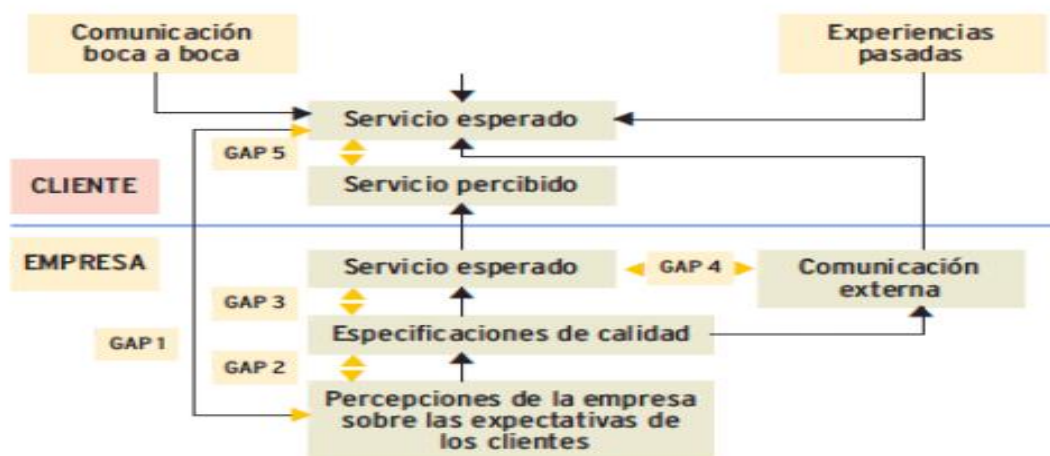 Comunicación
boca a boca
Experiencias
pasadas
Servicio esperado
GAP 5
CLIENTE
Servicio percibido
EMPRESA
Servicio esperado
GAP 4
Comunicación
externa
GAP 3
Especificaciones de calidad
GAP 1
GAP 2
Percepciones de la empresa
sobre las expectativas de
los clientes